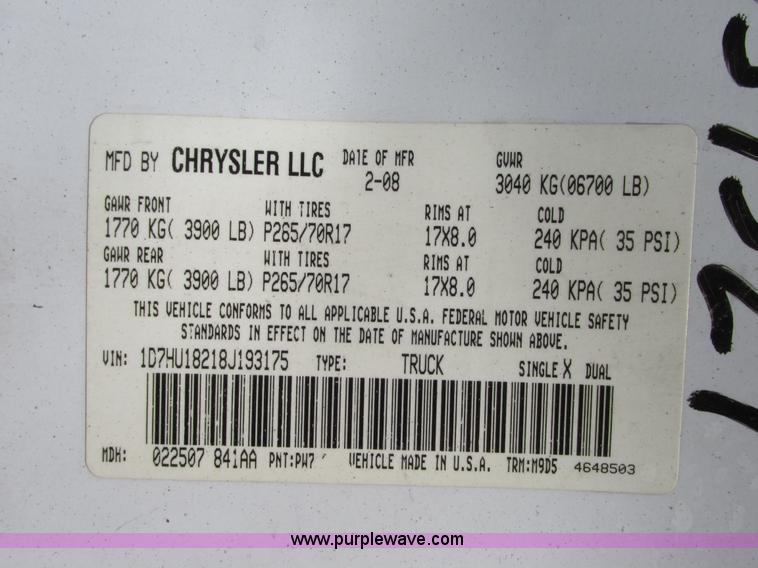 MFD BY CHRYSLER LLC DATE OF MFR GVWR
2-08 3040 KG(06700 LB)
GAWR FRONT WITH TIRES RIMS AT COLD
1770 KG( 3900 LB) P265/70R17 17X8.0 240 KPA( 35 PSI)
GAWR REAR WITH TIRES RIMS AT COLD
1770 KG( 3900 LB) P265/70R17 17X8.0 240 KPA( 35 PSI)
THIS VEHICLE CONFORMS TO ALL APPLICABLE U.S.A. FEDERAL MOTOR VEHICLE SAFETY
STANDARDS IN EFFECT ON THE DATE OF MANUFACTURE SHOWN ABOVE.
VIN: 1D7HU18218J193175 TYPE: TRUCK SINGLE X DUAL
MDH: 022507 841AA PNT:PW7 VEHICLE MADE IN U.S.A. TRM:M9D5 4648503
www.purplewave.com